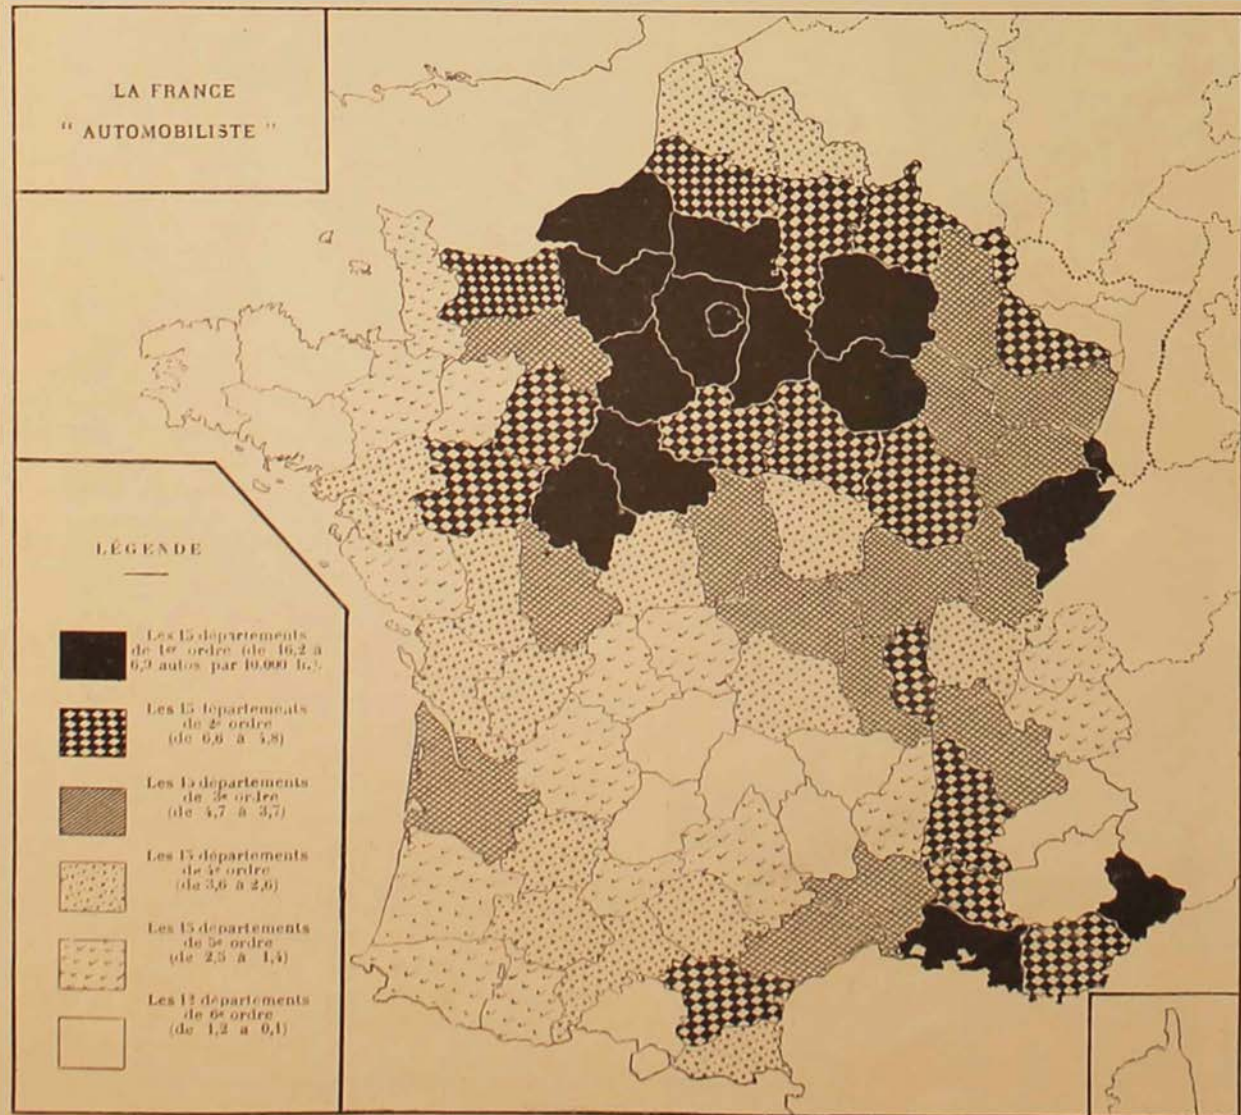 LA FRANCE
" AUTOMOBILISTE "
LÉGENDE
Les 15 départements
de 1er ordre (de 16,2 à
6,9 autos par 10.000 h.).
Les 15 départements
de 2e ordre
(de 6,6 à 4,8)
Les 15 départements
de 3e ordre
(de 4,7 à 3,7)
Les 15 départements
de 4e ordre
(de 3,6 à 2,6)
Les 15 départements
de 5e ordre
(de 2,5 à 1,4)
Les 12 départements
de 6e ordre
(de 1,2 a 0,1)